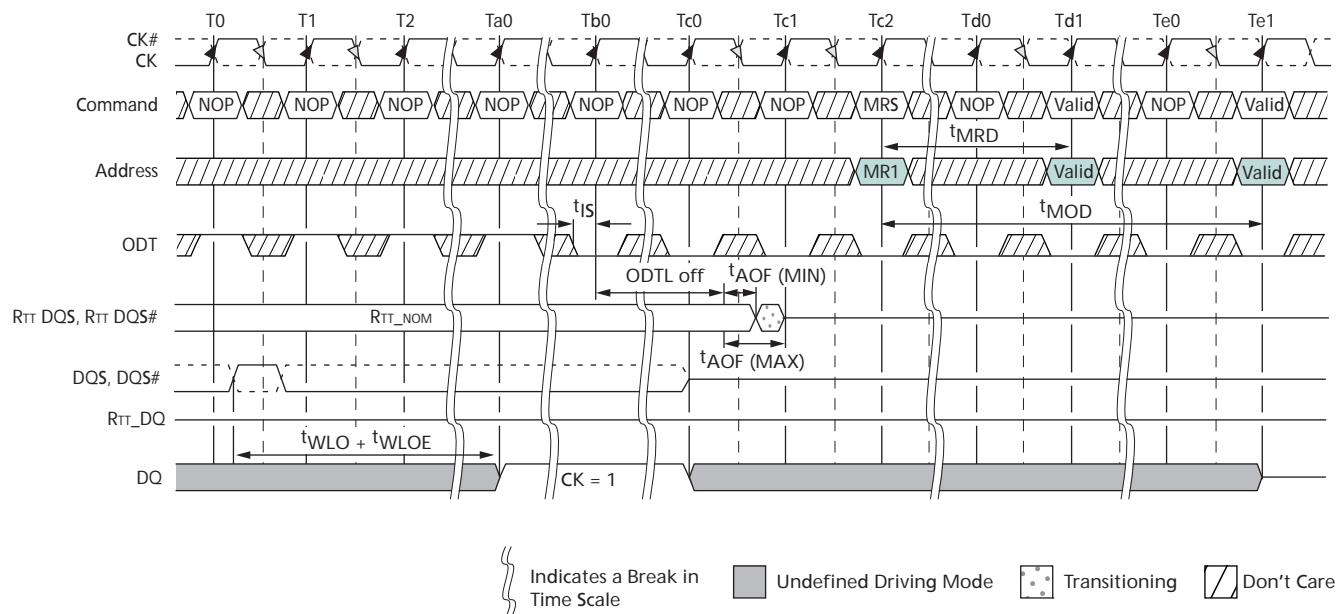 T0 T1 T2 Ta0 Tb0 Tc0 Tc1 Tc2 Td0 Td1 Te0 Te1
CK#
CK
Command NOP NOP NOP NOP NOP NOP NOP MRS NOP Valid NOP Valid
tMRD
Address MR1 Valid Valid
tIS tMOD
ODT
ODTL off tAOF (MIN)
RTT DQS, RTT DQS# RTT_NOM
tAOF (MAX)
DQS, DQS#
RTT_DQ
tWLO + tWLOE
DQ CK = 1
Indicates a Break in
Time Scale
Undefined Driving Mode Transitioning Don't Care